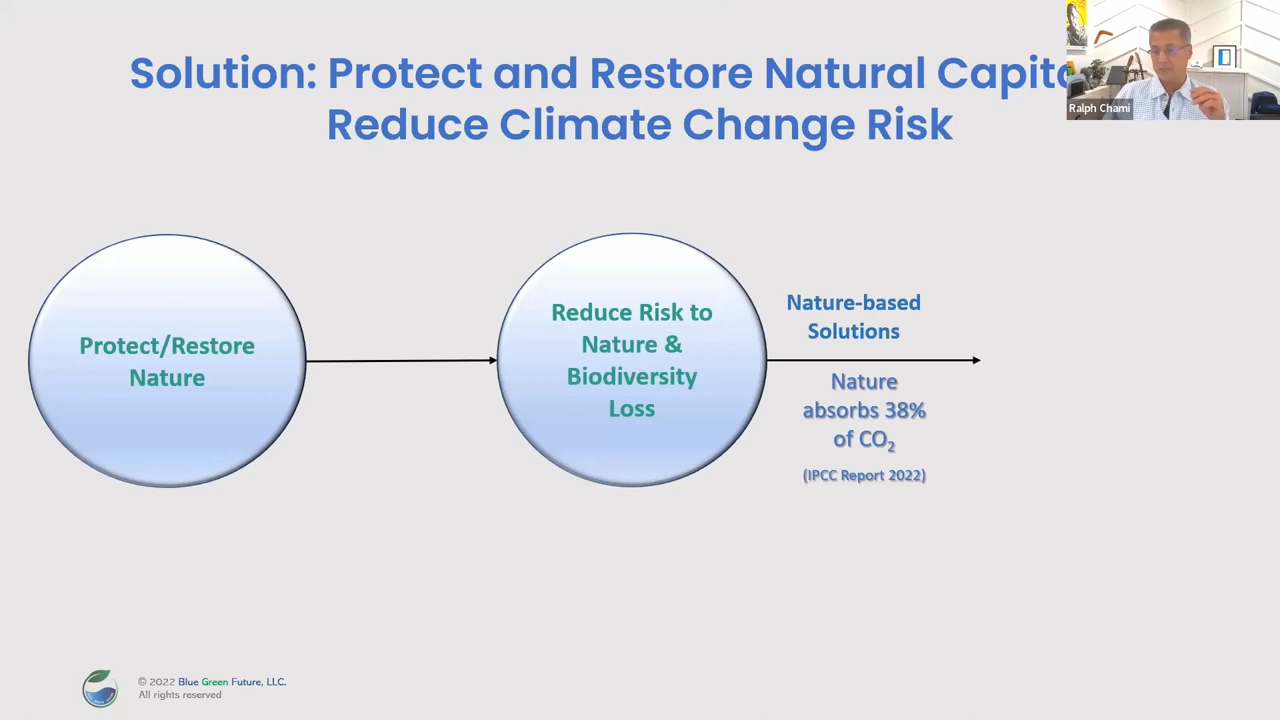 Solution: Protect and Restore Natural
Reduce Climate Change Risk
Ralph Chami
Protect/Restore
Nature
Reduce Risk to
Nature &
Biodiversity
Loss
Nature-based
Solutions
Nature
absorbs 38%
of CO₂
(IPCC Report 2022)
© 2022 Blue Green Future, LLC.
All rights reserved